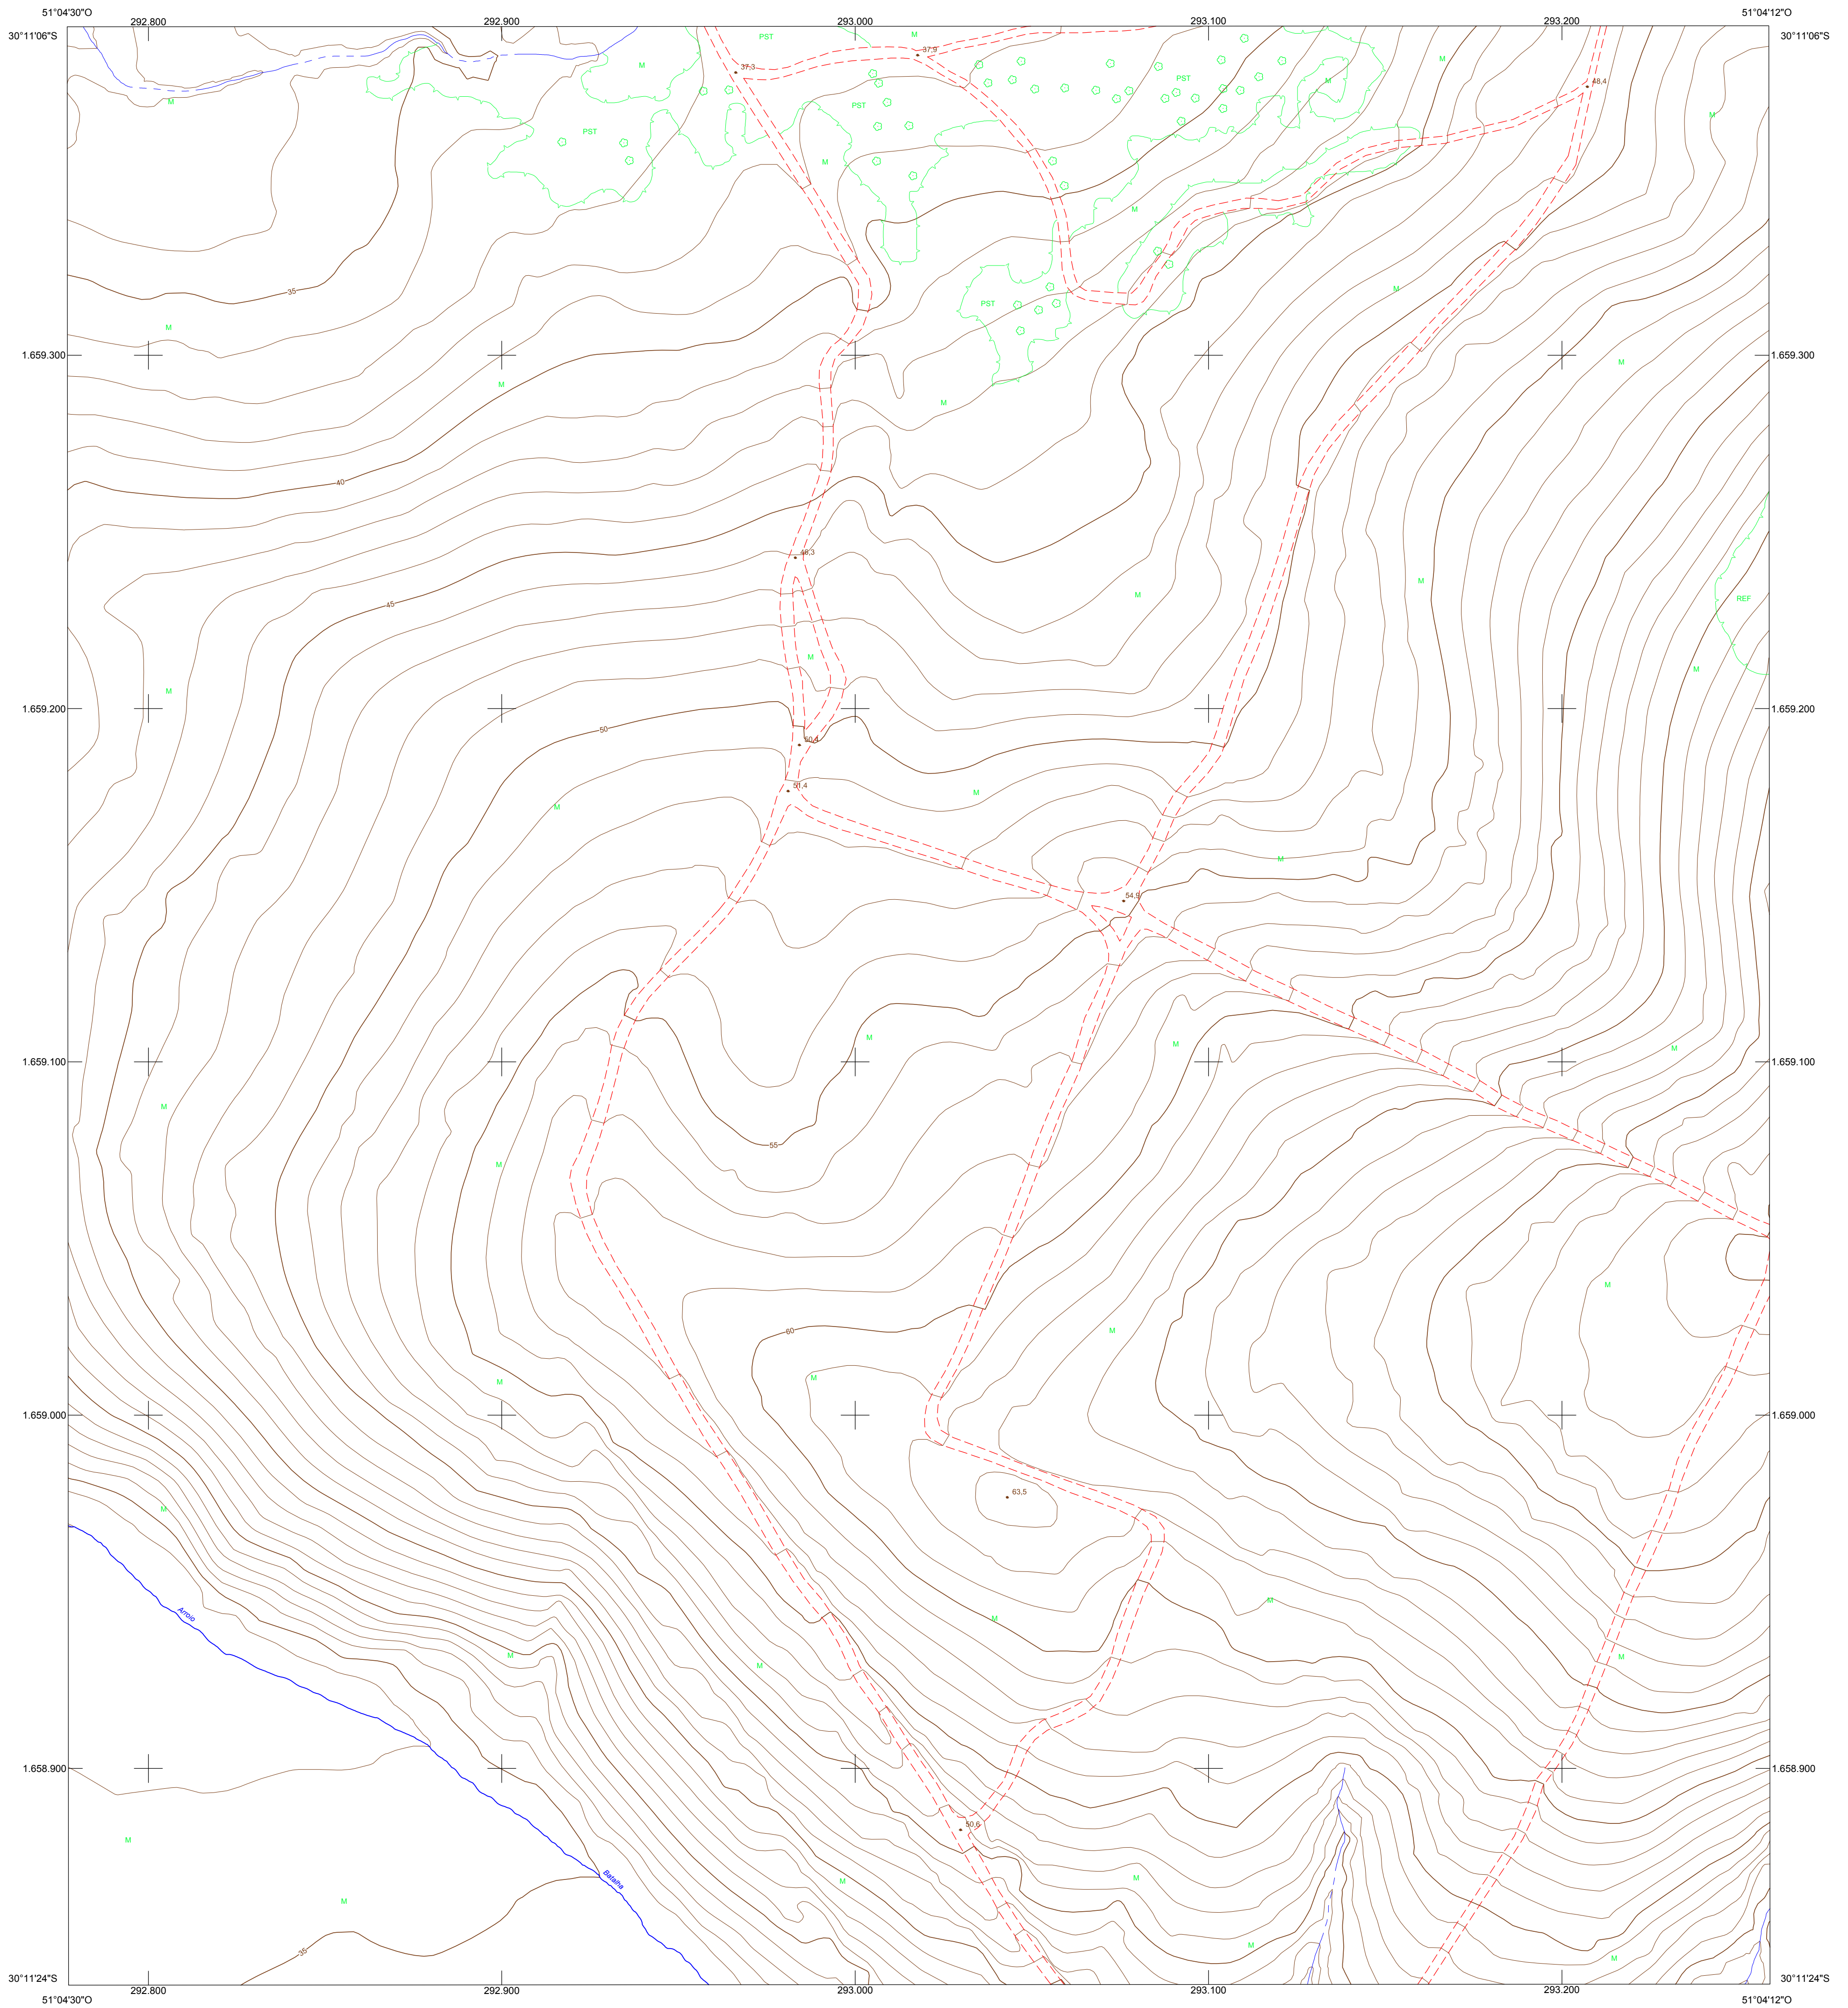 51°04'30"O
292.800
292.900
293.000
293.100
293.200
51°04'12"O
30°11'06"S
30°11'06"S
PST
M
37,9
M
37,3
PST
M
M
48,4
M
PST
M
PST
M
M
M
35
PST
M
M
1.659.300
1.659.300
M
M
M
40
46,3
M
M
45
REF
M
M
M
1.659.200
1.659.200
50
50,4
51,4
M
M
M
54,9
M
M
M
1.659.100
1.659.100
M
55
M
M
60
M
M
M
1.659.000
1.659.000
63,5
M
M
Arroio
M
M
M
M
1.658.900
1.658.900
50,6
M
Batalha
M
M
M
M
35
M
30°11'24"S
30°11'24"S
292.800
292.900
293.000
293.100
293.200
51°04'30"O
51°04'12"O